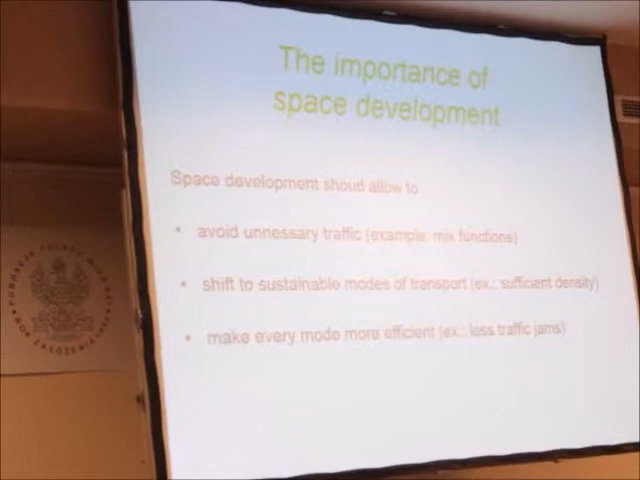 The importance of
space development
Space development shoud allow to
• avoid unnessary traffic (example, mix functions)
• shift to sustainable modes of transport (ex.: sufficient density)
• make every mode more efficient (ex.: less traffic jams)